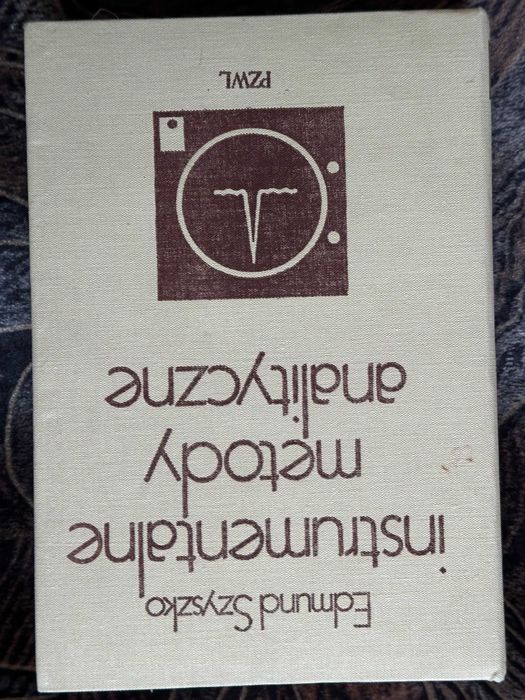 Edmund Szyszko
instrumentalne
metody
analityczne
PZWL